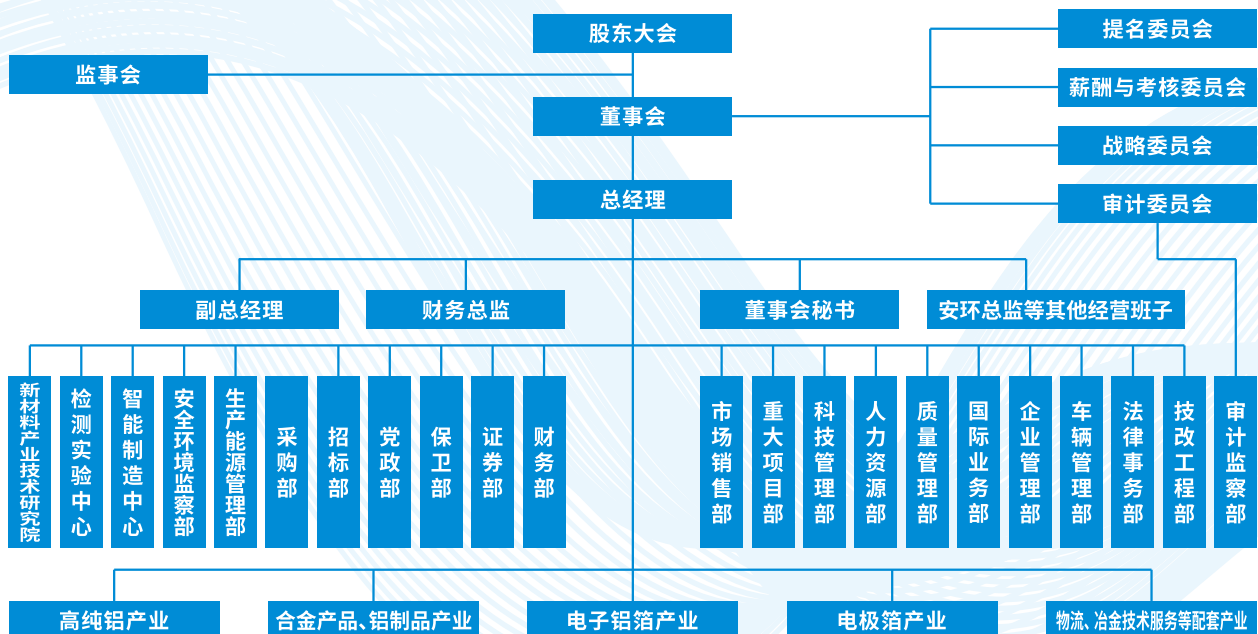 股东大会
监事会
董事会
总经理
提名委员会
薪酬与考核委员会
战略委员会
审计委员会
副总经理
财务总监
董事会秘书
安环总监等其他经营班子
新材料产业技术研究院
检测实验中心
智能制造中心
安全环境监察部
生产能源管理部
采购部
招标部
党政部
保卫部
证券部
财务部
市场销售部
重大项目部
科技管理部
人力资源部
质量管理部
国际业务部
企业管理部
车辆管理部
法律事务部
技改工程部
审计监察部
高纯铝产业
合金产品、铝制品产业
电子铝箔产业
电极箔产业
物流、冶金技术服务等配套产业